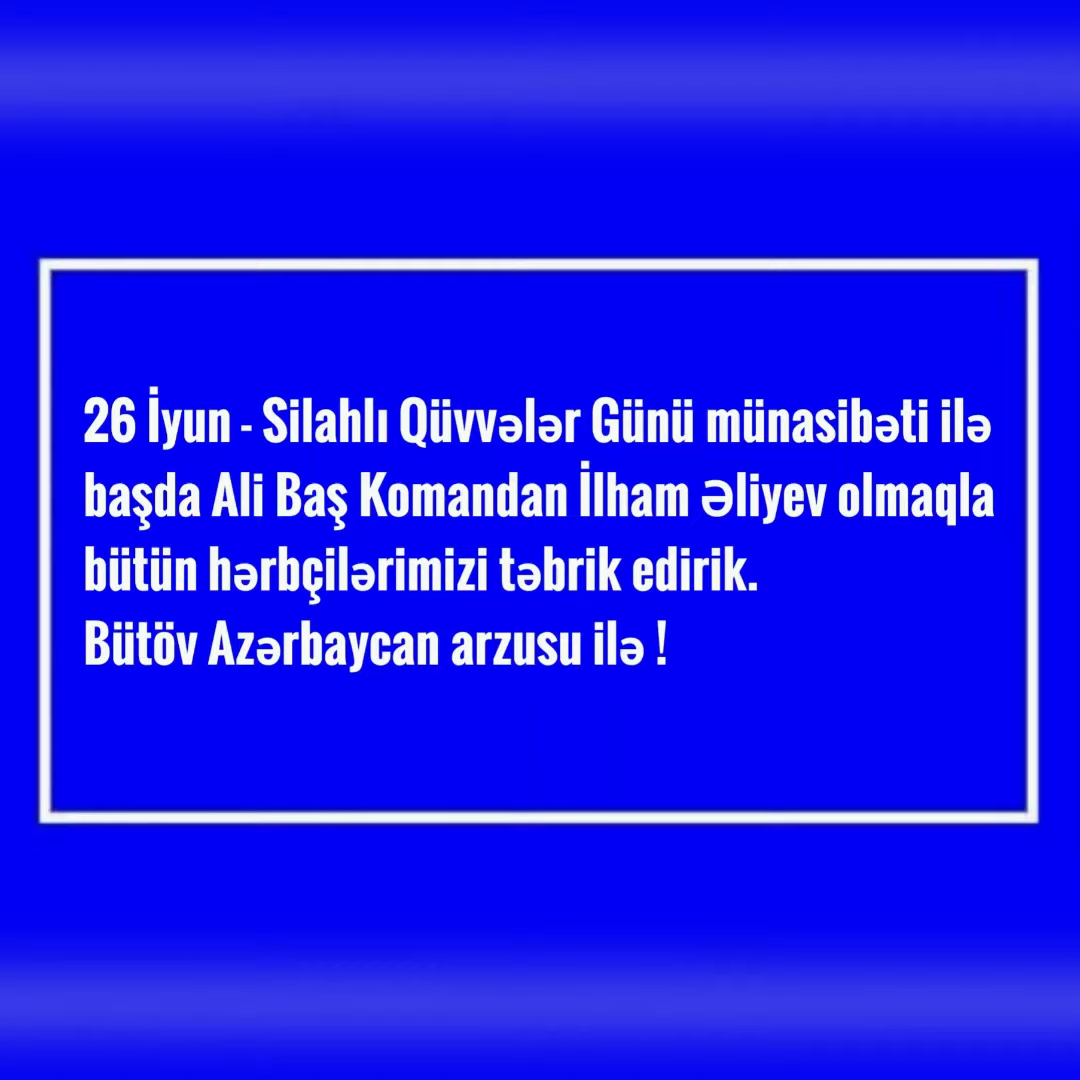 26 İyun - Silahlı Qüvvələr Günü münasibəti ilə
başda Ali Baş Komandan İlham Əliyev olmaqla
bütün hərbçilərimizi təbrik edirik.
Bütöv Azərbaycan arzusu ilə !